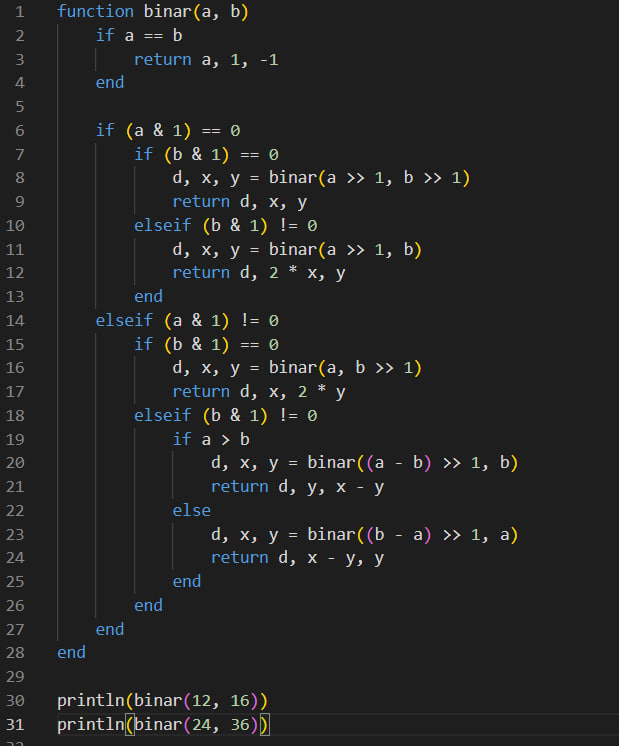 1 function binar(a, b)
2     if a == b
3         return a, 1, -1
4     end
5
6     if (a & 1) == 0
7         if (b & 1) == 0
8             d, x, y = binar(a >> 1, b >> 1)
9             return d, x, y
10         elseif (b & 1) != 0
11             d, x, y = binar(a >> 1, b)
12             return d, 2 * x, y
13         end
14     elseif (a & 1) != 0
15         if (b & 1) == 0
16             d, x, y = binar(a, b >> 1)
17             return d, x, 2 * y
18         elseif (b & 1) != 0
19             if a > b
20                 d, x, y = binar((a - b) >> 1, b)
21                 return d, y, x - y
22             else
23                 d, x, y = binar((b - a) >> 1, a)
24                 return d, x - y, y
25             end
26         end
27     end
28 end
29
30 println(binar(12, 16))
31 println(binar(24, 36))